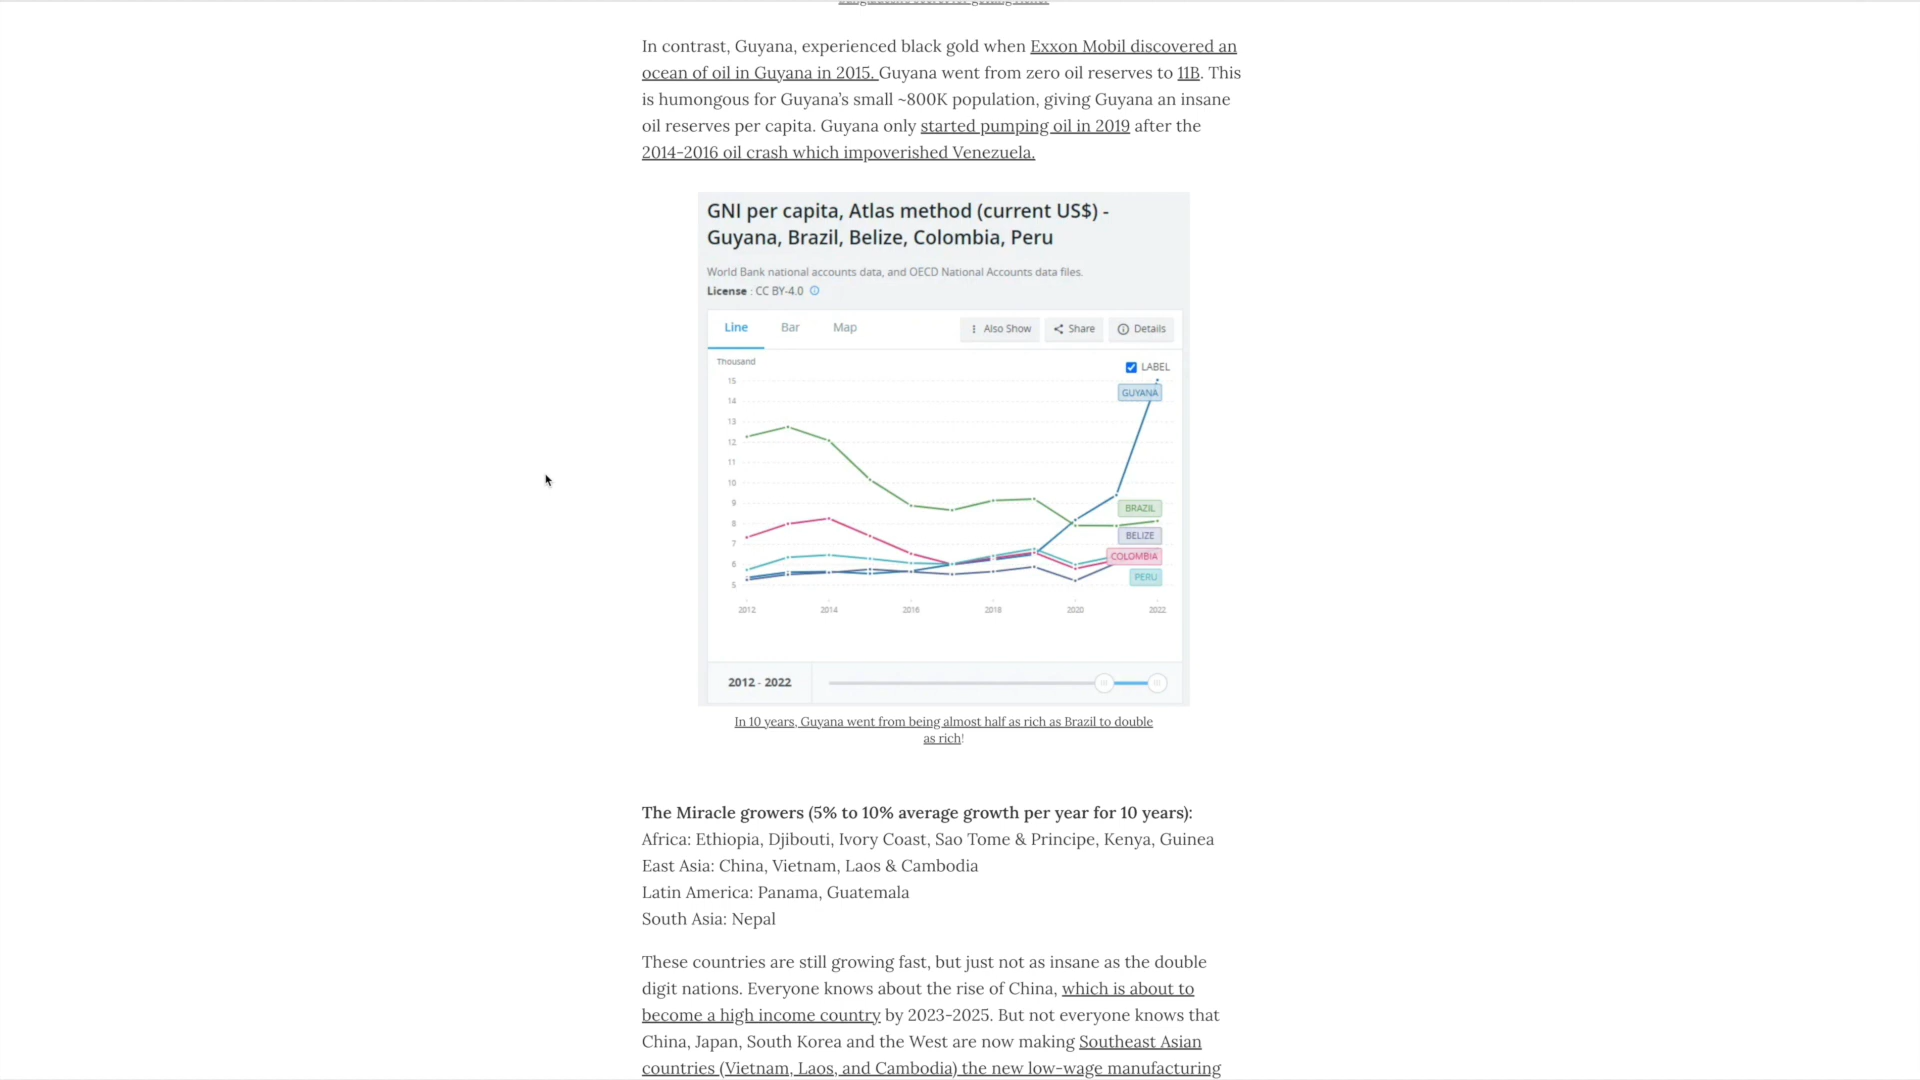 In contrast, Guyana, experienced black gold when Exxon Mobil discovered an
ocean of oil in Guyana in 2015. Guyana went from zero oil reserves to 11B. This
is humongous for Guyana’s small ~800K population, giving Guyana an insane
oil reserves per capita. Guyana only started pumping oil in 2019 after the
2014-2016 oil crash which impoverished Venezuela.
GNI per capita, Atlas method (current US$) -
Guyana, Brazil, Belize, Colombia, Peru
World Bank national accounts data, and OECD National Accounts data files.
License : CC BY-4.0
Line Bar Map Also Show Share Details
Thousand
LABEL
15
GUYANA
14
13
12
11
10
9
BRAZIL
8
BELIZE
7
COLOMBIA
6
PERU
5
2012 2014 2016 2018 2020 2022
2012 - 2022
In 10 years, Guyana went from being almost half as rich as Brazil to double
as rich!
The Miracle growers (5% to 10% average growth per year for 10 years):
Africa: Ethiopia, Djibouti, Ivory Coast, Sao Tome & Principe, Kenya, Guinea
East Asia: China, Vietnam, Laos & Cambodia
Latin America: Panama, Guatemala
South Asia: Nepal
These countries are still growing fast, but just not as insane as the double
digit nations. Everyone knows about the rise of China, which is about to
become a high income country by 2023-2025. But not everyone knows that
China, Japan, South Korea and the West are now making Southeast Asian
countries (Vietnam, Laos, and Cambodia) the new low-wage manufacturing